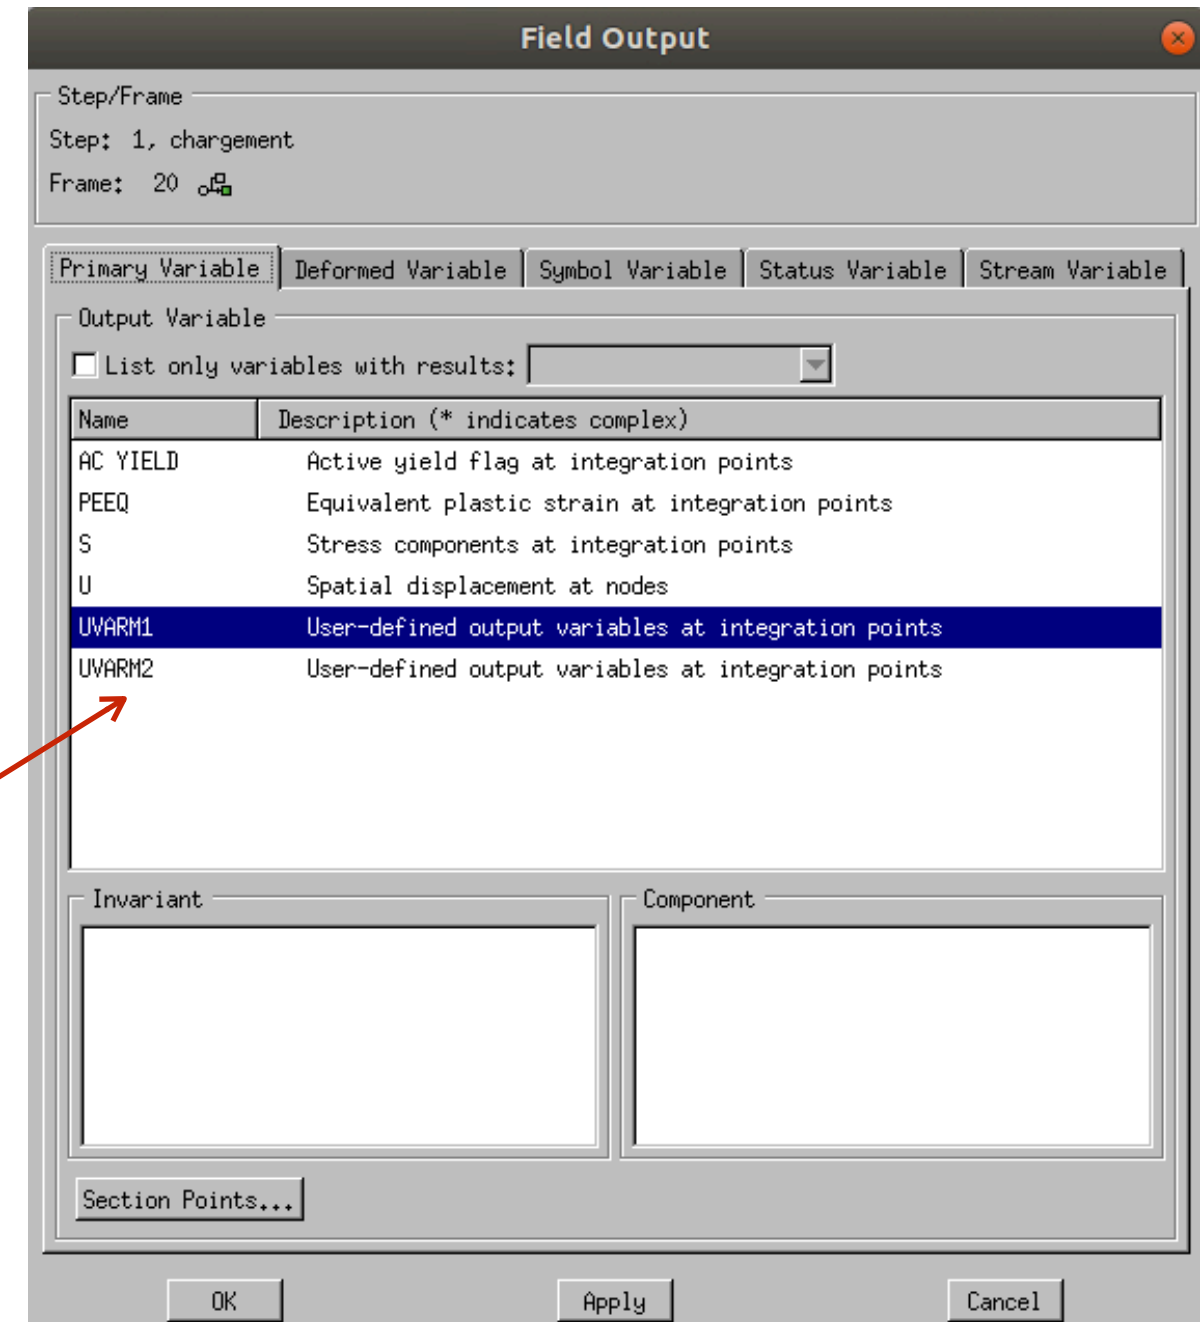 Field Output
Step/Frame
Step: 1, chargement
Frame: 20
Primary Variable Deformed Variable Symbol Variable Status Variable Stream Variable
Output Variable
List only variables with results:
Name Description (* indicates complex)
AC YIELD Active yield flag at integration points
PEEQ Equivalent plastic strain at integration points
S Stress components at integration points
U Spatial displacement at nodes
UVARM1 User-defined output variables at integration points
UVARM2 User-defined output variables at integration points
Invariant Component
Section Points...
OK Apply Cancel